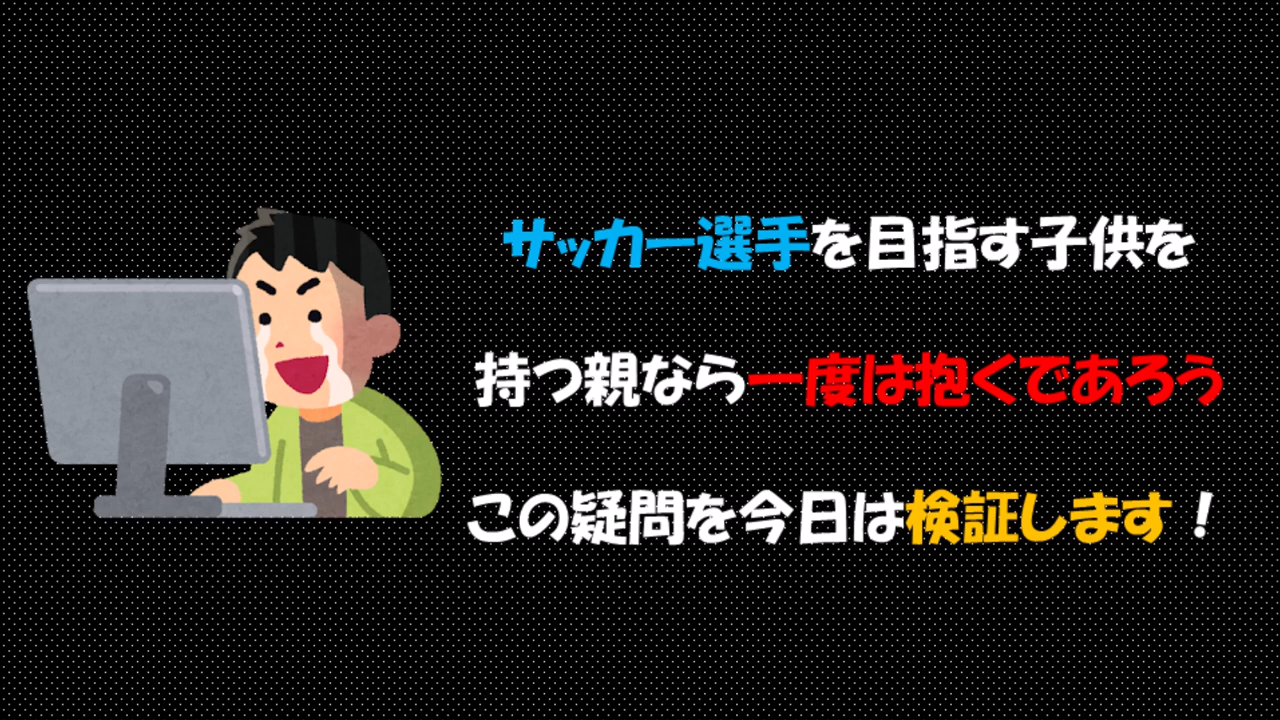 サッカー選手を目指す子供を
持つ親なら一度は抱くであろう
この疑問を今日は検証します！